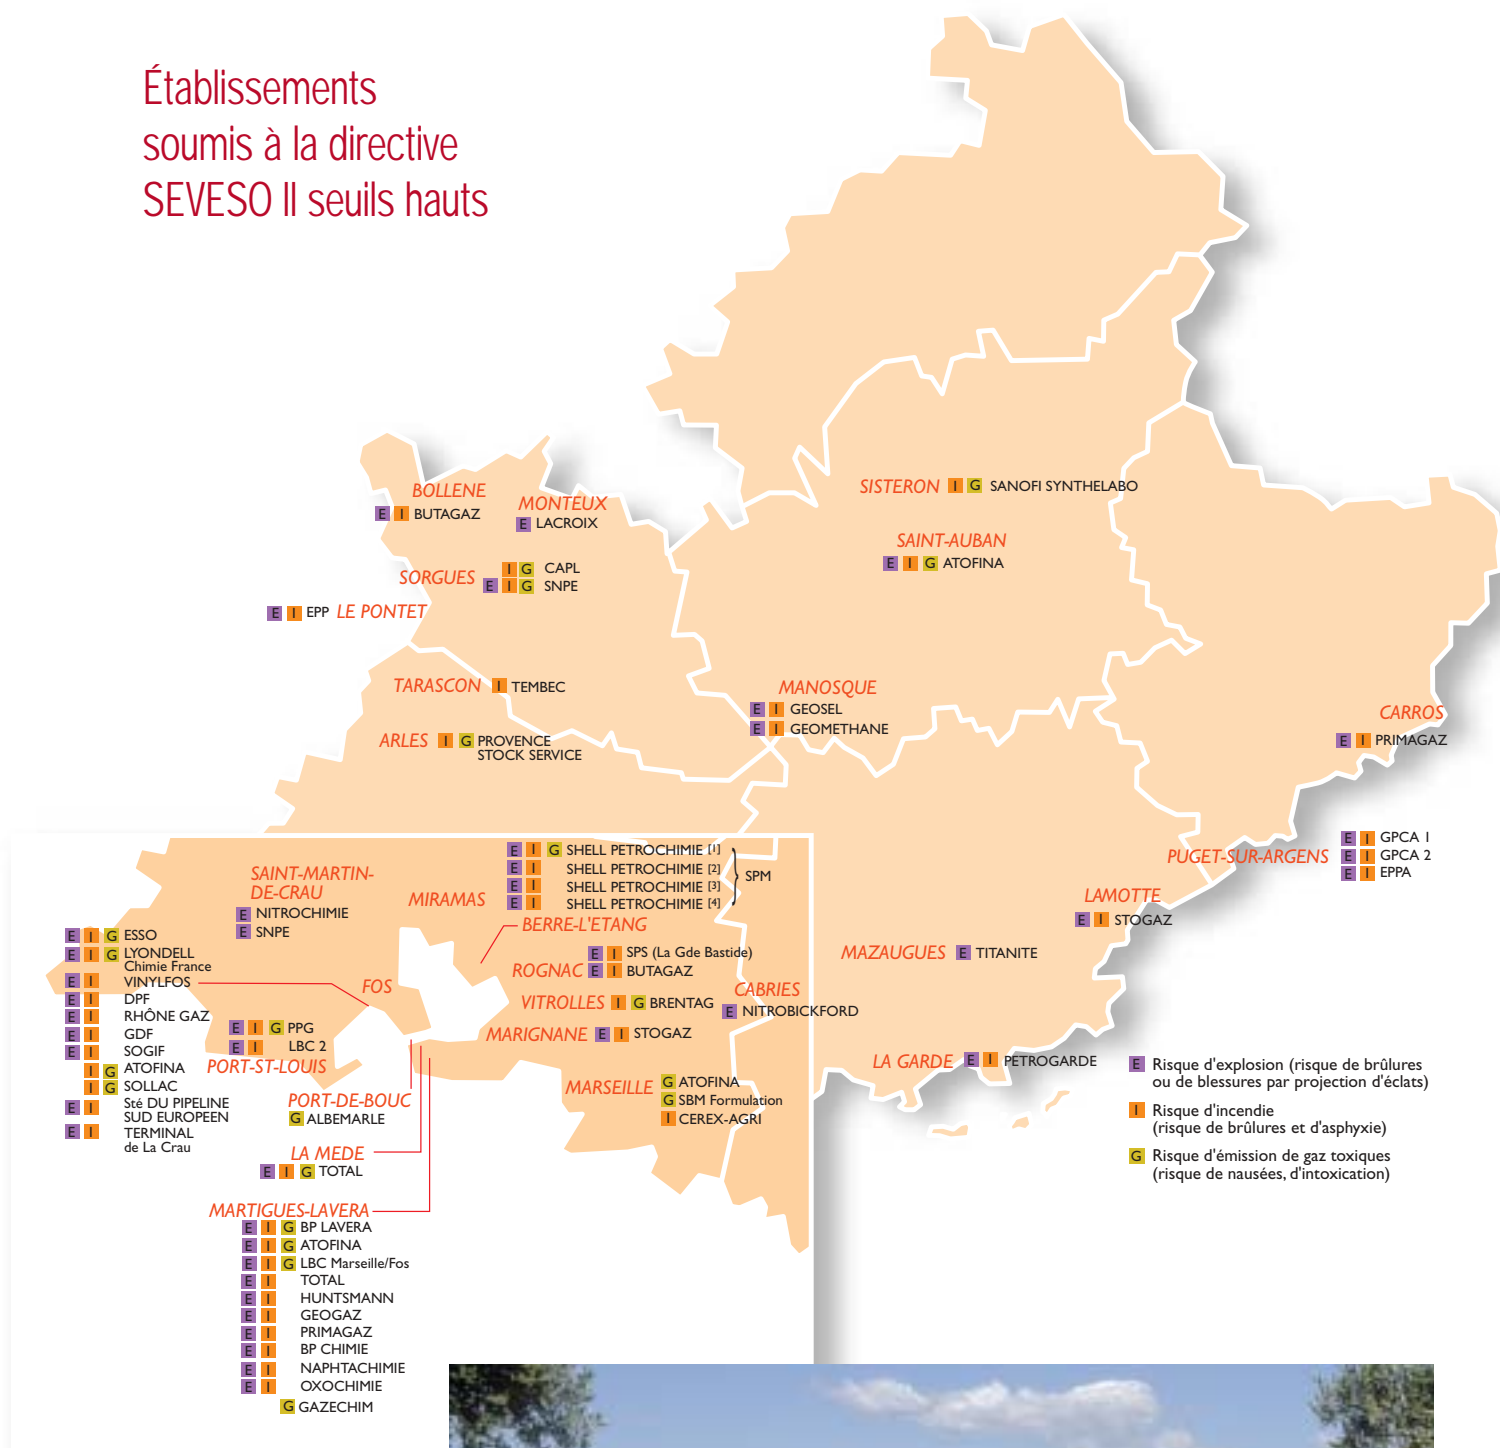 Établissements
soumis à la directive
SEVESO II seuils hauts
BOLLENE
E I BUTAGAZ
MONTEUX
E LACROIX
SORGUES
I G CAPL
E I G SNPE
E I EPP LE PONTET
SISTERON I G SANOFI SYNTHELABO
SAINT-AUBAN
E I G ATOFINA
TARASCON I TEMBEC
ARLES I G PROVENCE
STOCK SERVICE
MANOSQUE
E I GEOSEL
E I GEOMETHANE
CARROS
E I PRIMAGAZ
PUGET-SUR-ARGENS
E I GPCA 1
E I GPCA 2
E I EPPA
LAMOTTE
E I STOGAZ
MAZAUGUES E TITANITE
LA GARDE E I PETROGARDE
SAINT-MARTIN-
DE-CRAU
E NITROCHIMIE
E SNPE
MIRAMAS
E I G SHELL PETROCHIMIE [1]
E I SHELL PETROCHIMIE [2]
E I SHELL PETROCHIMIE [3]
E I SHELL PETROCHIMIE [4]
SPM
BERRE-L'ETANG
ROGNAC
E I SPS (La Gde Bastide)
E I BUTAGAZ
VITROLLES I G BRENTAG
CABRIES
E NITROBICKFORD
MARIGNANE E I STOGAZ
MARSEILLE
G ATOFINA
G SBM Formulation
I CEREX-AGRI
FOS
E I G ESSO
E I G LYONDELL
Chimie France
E I VINYLFOS
E I DPF
E I RHÔNE GAZ
E I GDF
E I SOGIF
I G ATOFINA
I G SOLLAC
E I Sté DU PIPELINE
SUD EUROPEEN
E I TERMINAL
de La Crau
E I G PPG
E I LBC 2
PORT-ST-LOUIS
PORT-DE-BOUC
G ALBEMARLE
LA MEDE
E I G TOTAL
MARTIGUES-LAVERA
E I G BP LAVERA
E I G ATOFINA
E I G LBC Marseille/Fos
E I TOTAL
E I HUNTSMANN
E I GEOGAZ
E I PRIMAGAZ
E I BP CHIMIE
E I NAPHTACHIMIE
E I OXOCHIMIE
G GAZECHIM
E Risque d'explosion (risque de brûlures
ou de blessures par projection d'éclats)
I Risque d'incendie
(risque de brûlures et d'asphyxie)
G Risque d'émission de gaz toxiques
(risque de nausées, d'intoxication)